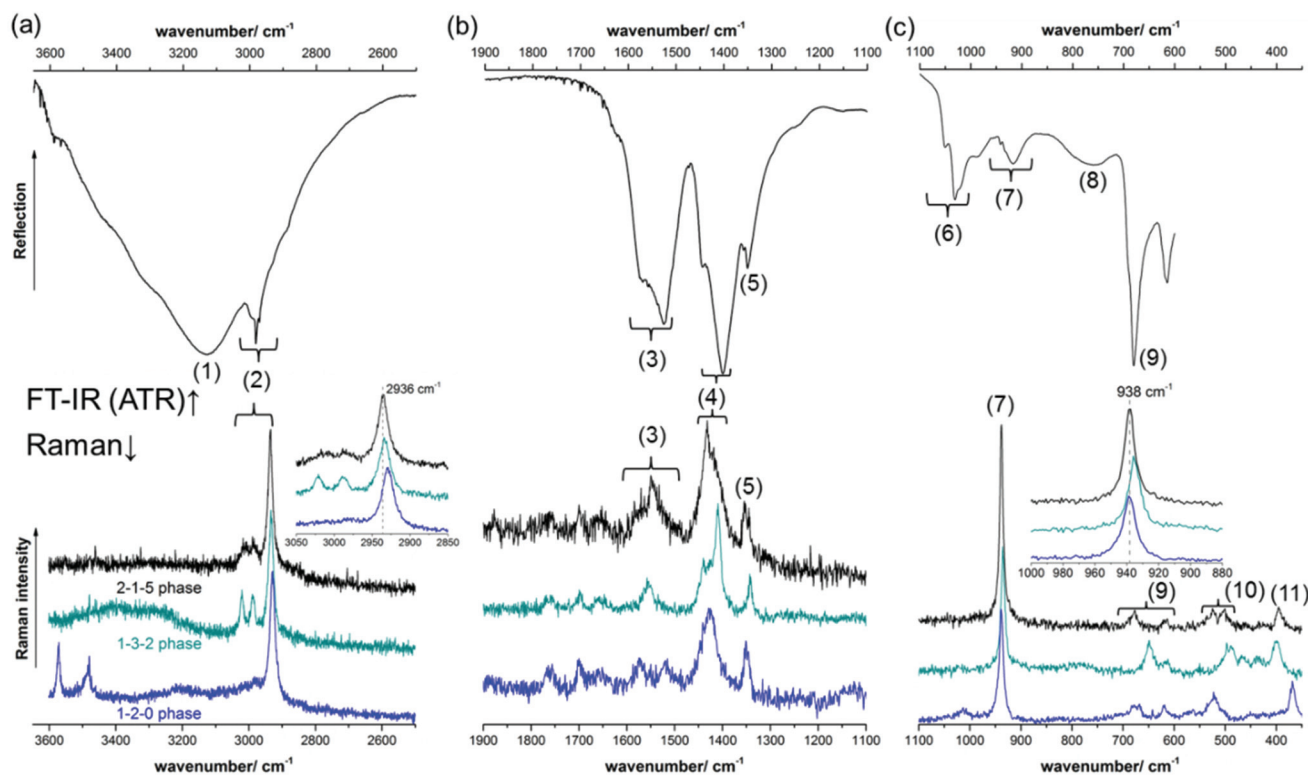 (a)
wavenumber/ cm-1
3600 3400 3200 3000 2800 2600
Reflection
(1)
(2)
FT-IR (ATR)↑
Raman↓
2936 cm-1
3050 3000 2950 2900 2850
Raman intensity
2-1-5 phase
1-3-2 phase
1-2-0 phase
3600 3400 3200 3000 2800 2600
wavenumber/ cm-1
(b)
wavenumber/ cm-1
1900 1800 1700 1600 1500 1400 1300 1200 1100
(5)
(3)
(4)
(3)
(5)
1900 1800 1700 1600 1500 1400 1300 1200 1100
wavenumber/ cm-1
(c)
wavenumber/ cm-1
1100 1000 900 800 700 600 500 400
(6)
(7)
(8)
(9)
(7)
938 cm-1
1000 980 960 940 920 900 880
(9)
(10)
(11)
1100 1000 900 800 700 600 500 400
wavenumber/ cm-1